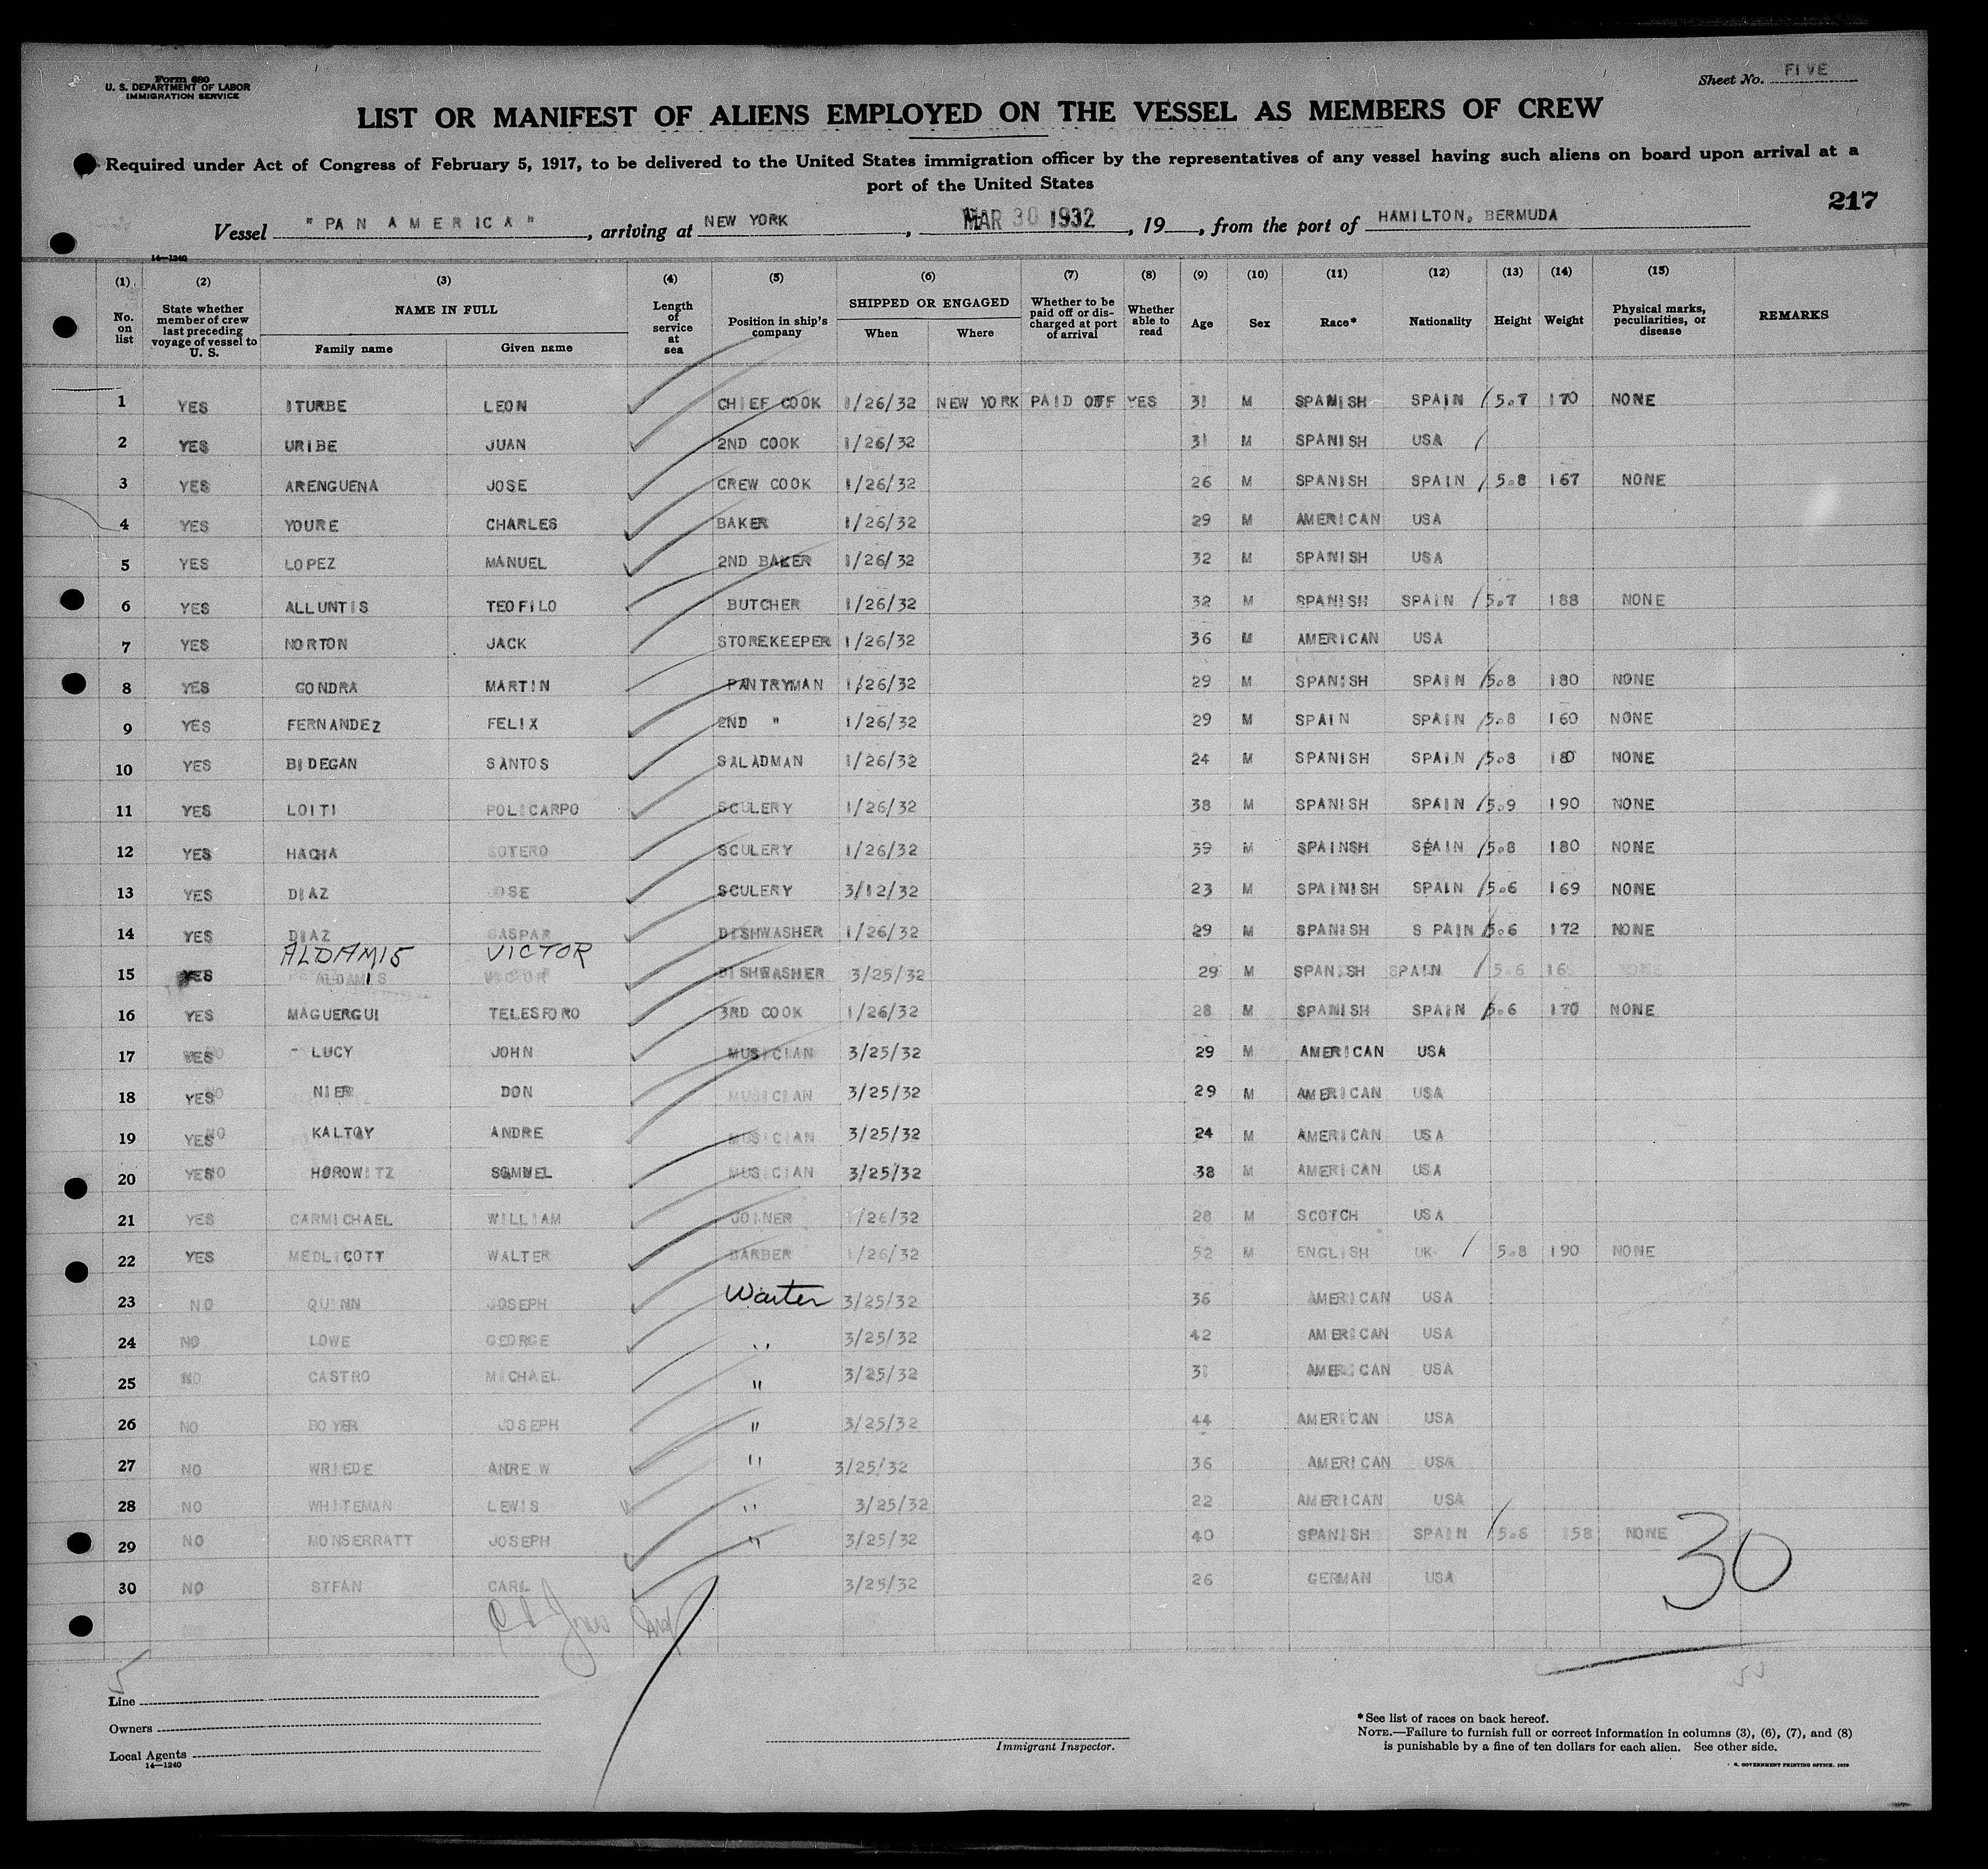 Form 680
U. S. DEPARTMENT OF LABOR
IMMIGRATION SERVICE
Sheet No. FIVE
LIST OR MANIFEST OF ALIENS EMPLOYED ON THE VESSEL AS MEMBERS OF CREW
Required under Act of Congress of February 5, 1917, to be delivered to the United States immigration officer by the representatives of any vessel having such aliens on board upon arrival at a
port of the United States
217
Vessel "PAN AMERICA", arriving at NEW YORK, MAR 30 1932, 19, from the port of HAMILTON, BERMUDA
14—1240
(1) (2) (3) (4) (5) (6) (7) (8) (9) (10) (11) (12) (13) (14) (15)
No. on list State whether member of crew last preceding voyage of vessel to U. S. NAME IN FULL Family name Given name Length of service at sea Position in ship's company SHIPPED OR ENGAGED When Where Whether to be paid off or discharged at port of arrival Whether able to read Age Sex Race* Nationality Height Weight Physical marks, peculiarities, or disease REMARKS
1 YES ITURBE LEON CHIEF COOK 1/26/32 NEW YORK PAID OFF YES 31 M SPANISH SPAIN 5.7 170 NONE
2 YES URIBE JUAN 2ND COOK 1/26/32 31 M SPANISH USA
3 YES ARENGUENA JOSE CREW COOK 1/26/32 26 M SPANISH SPAIN 5.8 167 NONE
4 YES YOURE CHARLES BAKER 1/26/32 29 M AMERICAN USA
5 YES LOPEZ MANUEL 2ND BAKER 1/26/32 32 M SPANISH USA
6 YES ALLUNTIS TEOFILO BUTCHER 1/26/32 32 M SPANISH SPAIN 5.7 188 NONE
7 YES NORTON JACK STOREKEEPER 1/26/32 36 M AMERICAN USA
8 YES GONDRA MARTIN PANTRYMAN 1/26/32 29 M SPANISH SPAIN 5.8 180 NONE
9 YES FERNANDEZ FELIX 2ND " 1/26/32 29 M SPAIN SPAIN 5.8 160 NONE
10 YES BIDEGAN SANTOS SALADMAN 1/26/32 24 M SPANISH SPAIN 5.8 180 NONE
11 YES LOITI POLICARPO SCULERY 1/26/32 38 M SPANISH SPAIN 5.9 190 NONE
12 YES HACHA SOTERO SCULERY 1/26/32 39 M SPAINSH SPAIN 5.8 180 NONE
13 YES DIAZ JOSE SCULERY 3/12/32 23 M SPAINISH SPAIN 5.6 169 NONE
14 YES DIAZ GASPAR DISHWASHER 1/26/32 29 M SPANISH SPAIN 5.6 172 NONE
ALDAMIS VICTOR
15 YES ALDAMIS VICTOR DISHWASHER 3/25/32 29 M SPANISH SPAIN 5.6 NONE
16 YES MAGUERGUI TELESFORO 3RD COOK 1/26/32 28 M SPANISH SPAIN 5.6 170 NONE
17 YES NO LUCY JOHN MUSICIAN 3/25/32 29 M AMERICAN USA
18 YES NO NIER DON MUSICIAN 3/25/32 29 M AMERICAN USA
19 YES NO KALTOY ANDRE MUSICIAN 3/25/32 24 M AMERICAN USA
20 YES NO HOROWITZ SAMUEL MUSICIAN 3/25/32 38 M AMERICAN USA
21 YES CARMICHAEL WILLIAM JOINER 1/26/32 28 M SCOTCH USA
22 YES MEDLICOTT WALTER BARBER 1/26/32 52 M ENGLISH UK- 5.8 190 NONE
23 NO QUINN JOSEPH Waiter 3/25/32 36 AMERICAN USA
24 NO LOWE GEORGE " 3/25/32 42 AMERICAN USA
25 NO CASTRO MICHAEL " 3/25/32 31 AMERICAN USA
26 NO BOYER JOSEPH " 3/25/32 44 AMERICAN USA
27 NO WRIEDE ANDREW " 3/25/32 36 AMERICAN USA
28 NO WHITEMAN LEWIS " 3/25/32 22 AMERICAN USA
29 NO MONSERRATT JOSEPH " 3/25/32 40 SPANISH SPAIN 5.6 158 NONE
30 NO STFAN CARL 3/25/32 26 GERMAN USA
30
5
Line
Owners
Local Agents
14—1240
Immigrant Inspector.
*See list of races on back hereof.
NOTE.—Failure to furnish full or correct information in columns (3), (6), (7), and (8)
is punishable by a fine of ten dollars for each alien. See other side.
GOVERNMENT PRINTING OFFICE. 1929